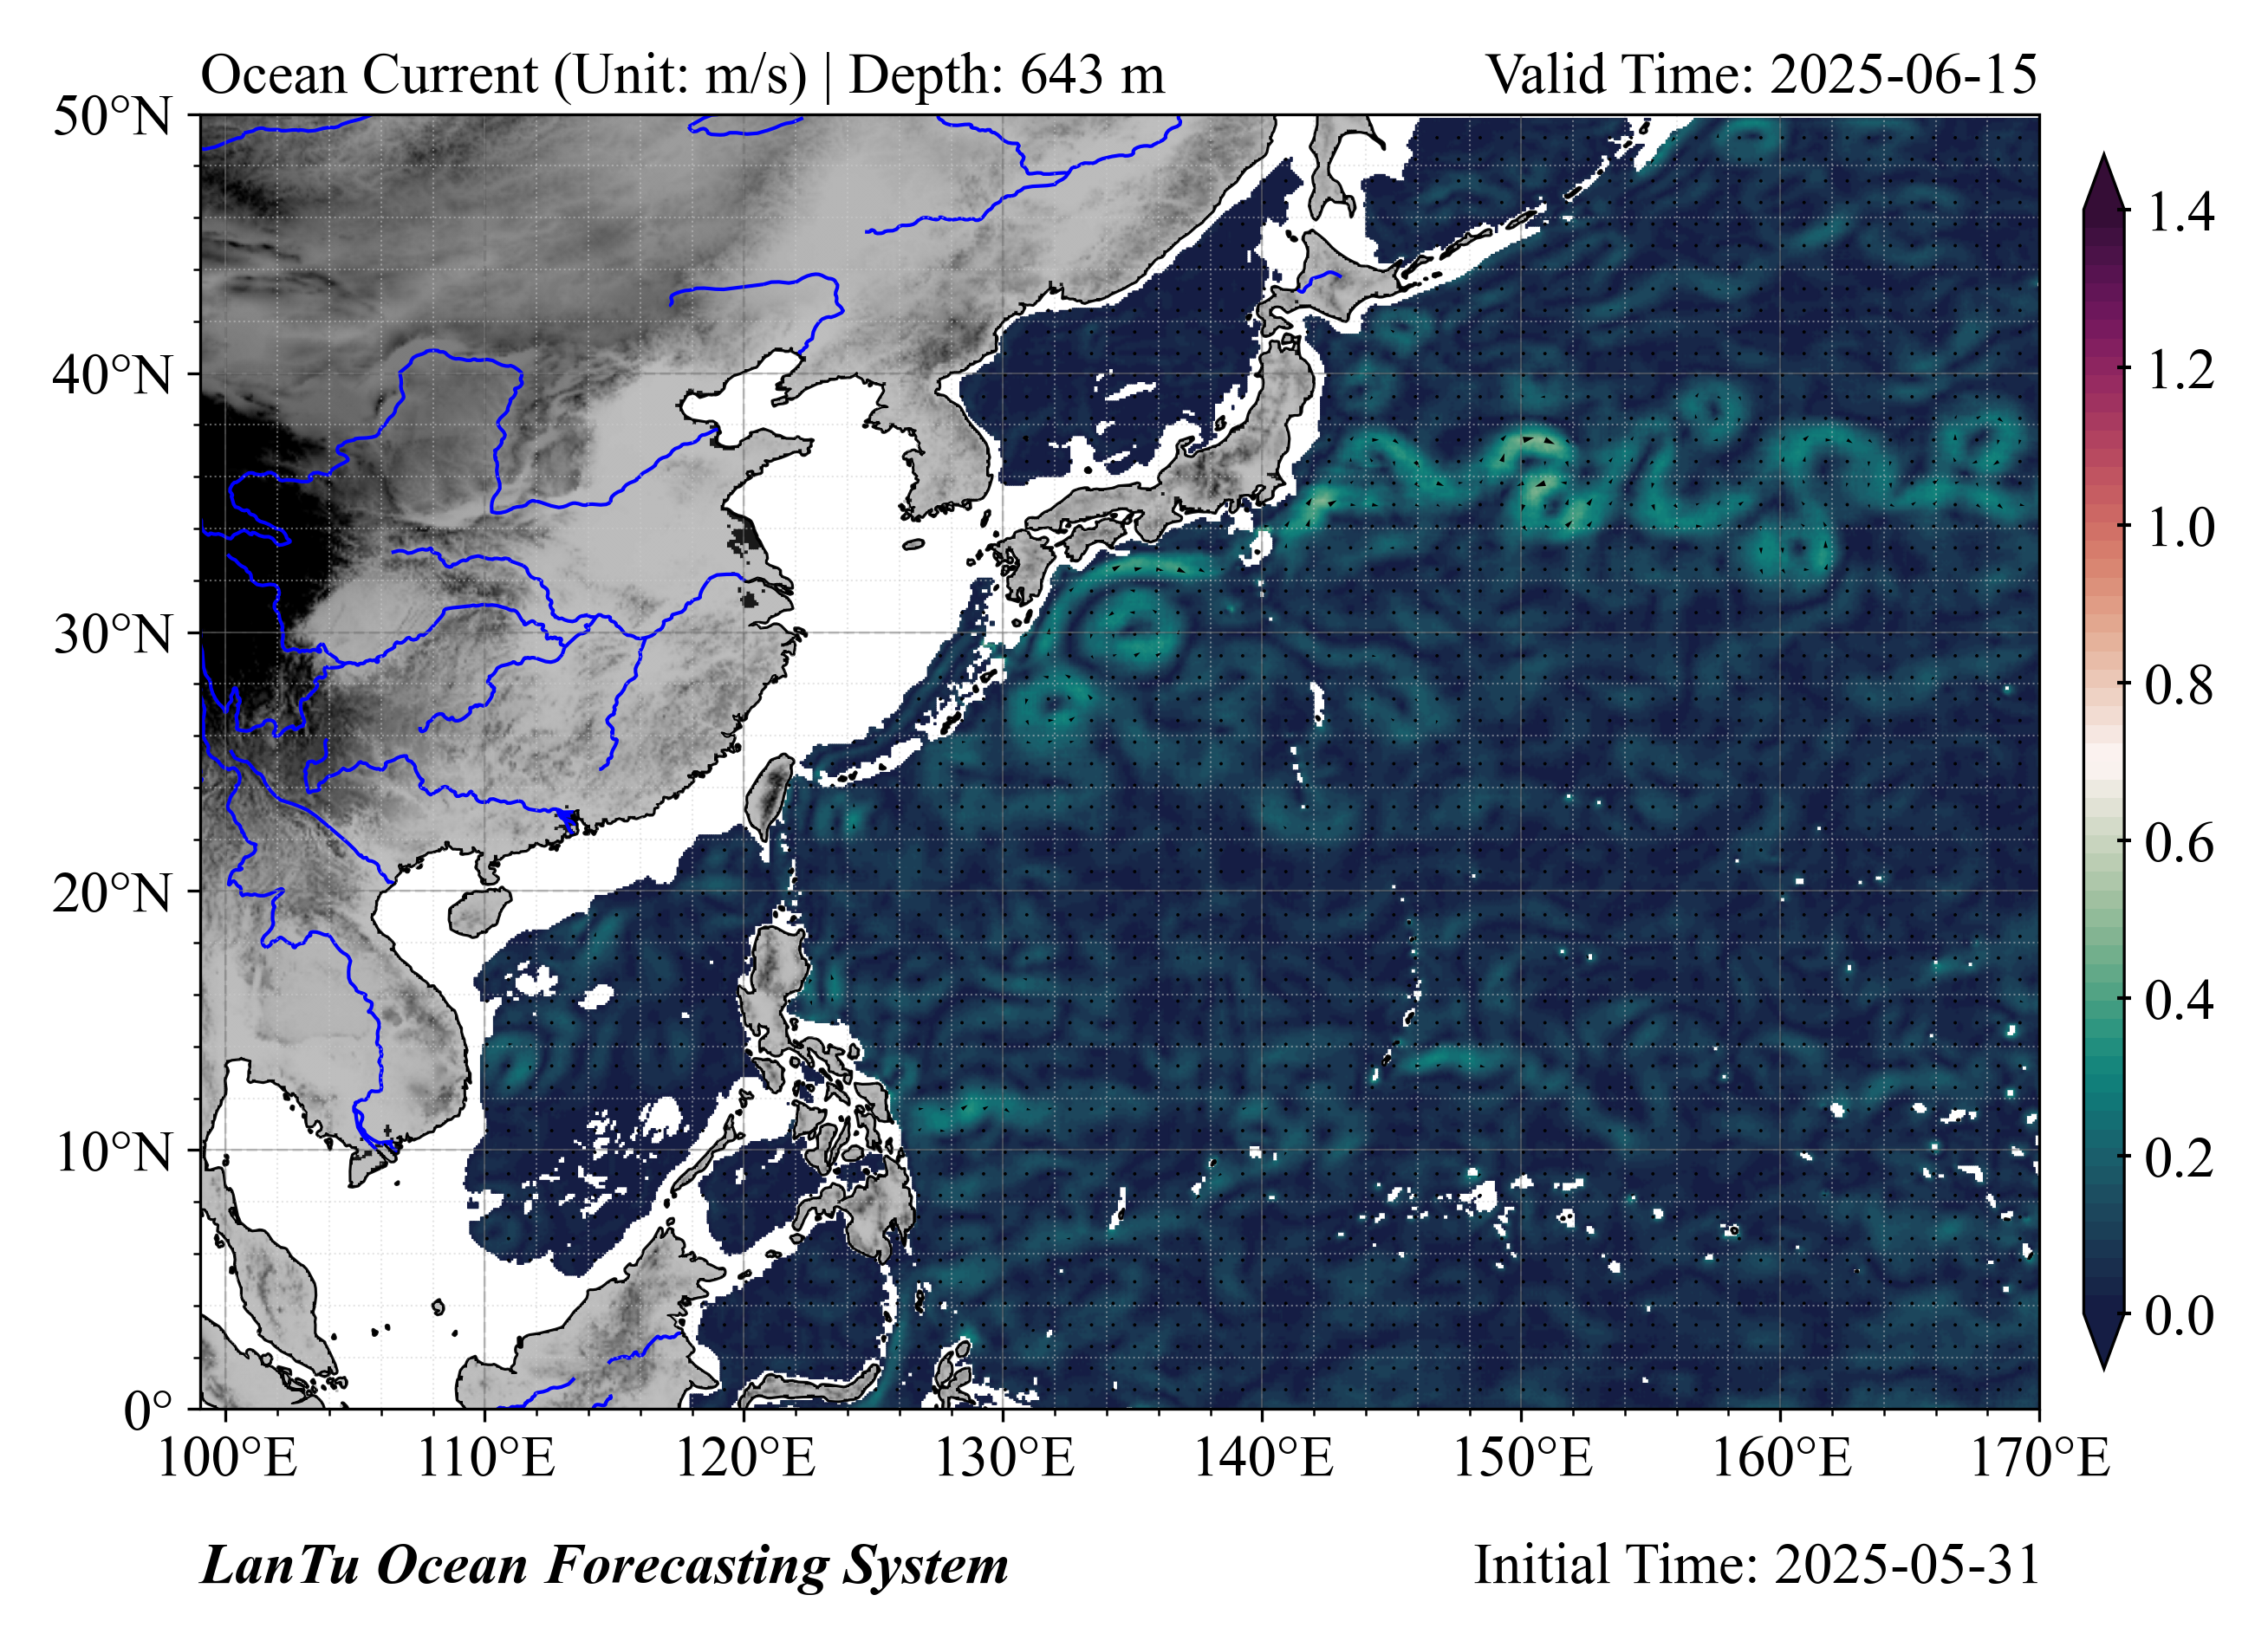 Ocean Current (Unit: m/s) | Depth: 643 m
Valid Time: 2025-06-15
50°N
40°N
30°N
20°N
10°N
0°
100°E
110°E
120°E
130°E
140°E
150°E
160°E
170°E
1.4
1.2
1.0
0.8
0.6
0.4
0.2
0.0
LanTu Ocean Forecasting System
Initial Time: 2025-05-31